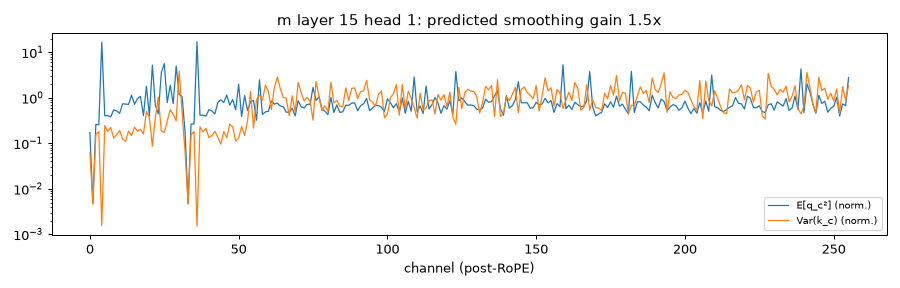 m layer 15 head 1: predicted smoothing gain 1.5x
10¹
10⁰
10⁻¹
10⁻²
10⁻³
E[q_c²] (norm.)
Var(k_c) (norm.)
0 50 100 150 200 250
channel (post-RoPE)